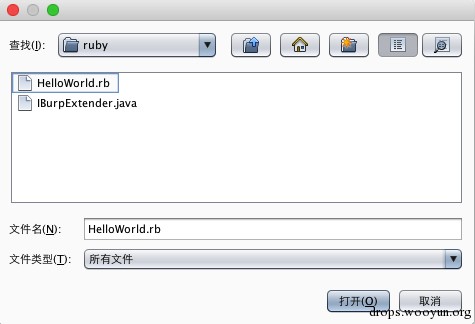 查找(I): ruby
HelloWorld.rb
IBurpExtender.java
文件名(N): HelloWorld.rb
文件类型(T): 所有文件
打开(O) 取消
drops.wooyun.org